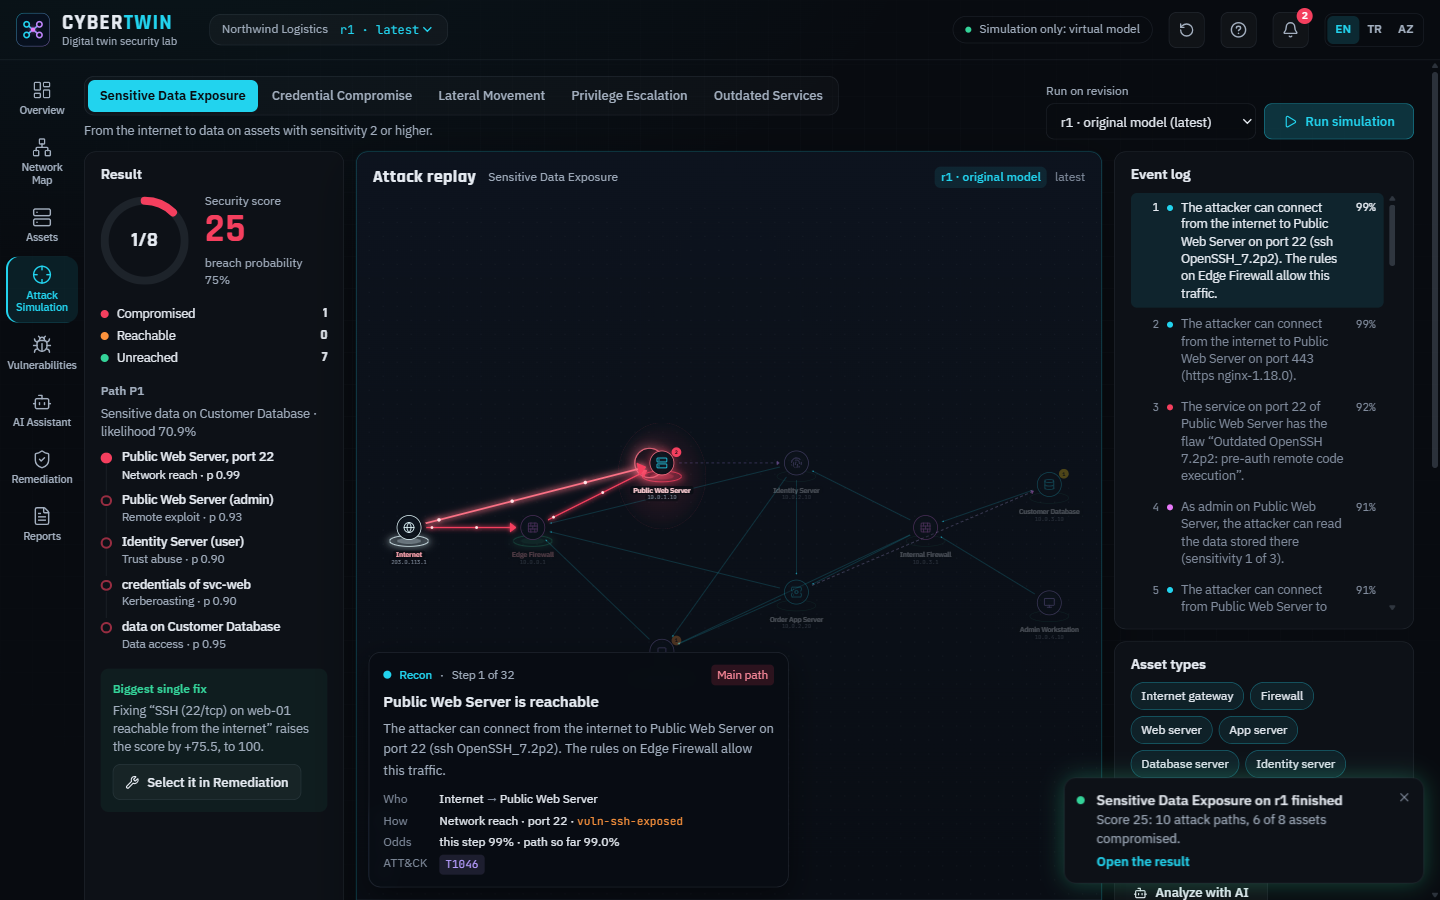 CYBERTWIN
Digital twin security lab
Northwind Logistics r1 · latest
Simulation only: virtual model
2
EN TR AZ
Overview
Network
Map
Assets
Attack
Simulation
Vulnerabilities
AI Assistant
Remediation
Reports
Sensitive Data Exposure
Credential Compromise
Lateral Movement
Privilege Escalation
Outdated Services
From the internet to data on assets with sensitivity 2 or higher.
Run on revision
r1 · original model (latest)
Run simulation
Result
1/8
Security score
25
breach probability
75%
Compromised 1
Reachable 0
Unreached 7
Path P1
Sensitive data on Customer Database ·
likelihood 70.9%
Public Web Server, port 22
Network reach · p 0.99
Public Web Server (admin)
Remote exploit · p 0.93
Identity Server (user)
Trust abuse · p 0.90
credentials of svc-web
Kerberoasting · p 0.90
data on Customer Database
Data access · p 0.95
Biggest single fix
Fixing “SSH (22/tcp) on web-01
reachable from the internet” raises
the score by +75.5, to 100.
Select it in Remediation
Attack replay Sensitive Data Exposure
r1 · original model latest
Public Web Server
Identity Server
Customer Database
Internet
203.0.113.1
Edge Firewall
Internal Firewall
Order App Server
Admin Workstation
Recon · Step 1 of 32
Main path
Public Web Server is reachable
The attacker can connect from the internet to Public Web Server on
port 22 (ssh OpenSSH_7.2p2). The rules on Edge Firewall allow
this traffic.
Who Internet → Public Web Server
How Network reach · port 22 · vuln-ssh-exposed
Odds this step 99% · path so far 99.0%
ATT&CK T1046
Event log
1 The attacker can connect 99%
from the internet to Public
Web Server on port 22 (ssh
OpenSSH_7.2p2). The rules
on Edge Firewall allow this
traffic.
2 The attacker can connect 99%
from the internet to Public
Web Server on port 443
(https nginx-1.18.0).
3 The service on port 22 of 92%
Public Web Server has the
flaw “Outdated OpenSSH
7.2p2: pre-auth remote code
execution”.
4 As admin on Public Web 91%
Server, the attacker can read
the data stored there
(sensitivity 1 of 3).
5 The attacker can connect 91%
from Public Web Server to
Asset types
Internet gateway
Firewall
Web server
App server
Database server
Identity server
Sensitive Data Exposure on r1 finished
Score 25: 10 attack paths, 6 of 8 assets
compromised.
Open the result
Analyze with AI